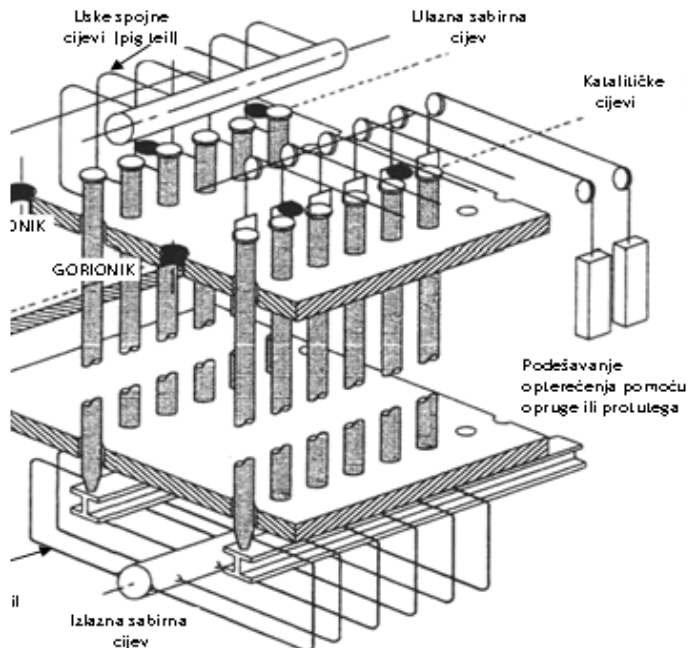 Uske spojne
cijevi (pig teil)
Ulazna sabirna
cijev
Katalitičke
cijevi
ONIK
GORIONIK
Podešavanje
opterećenja pomoću
opruge ili protutega
il
Izlazna sabirna
cijev